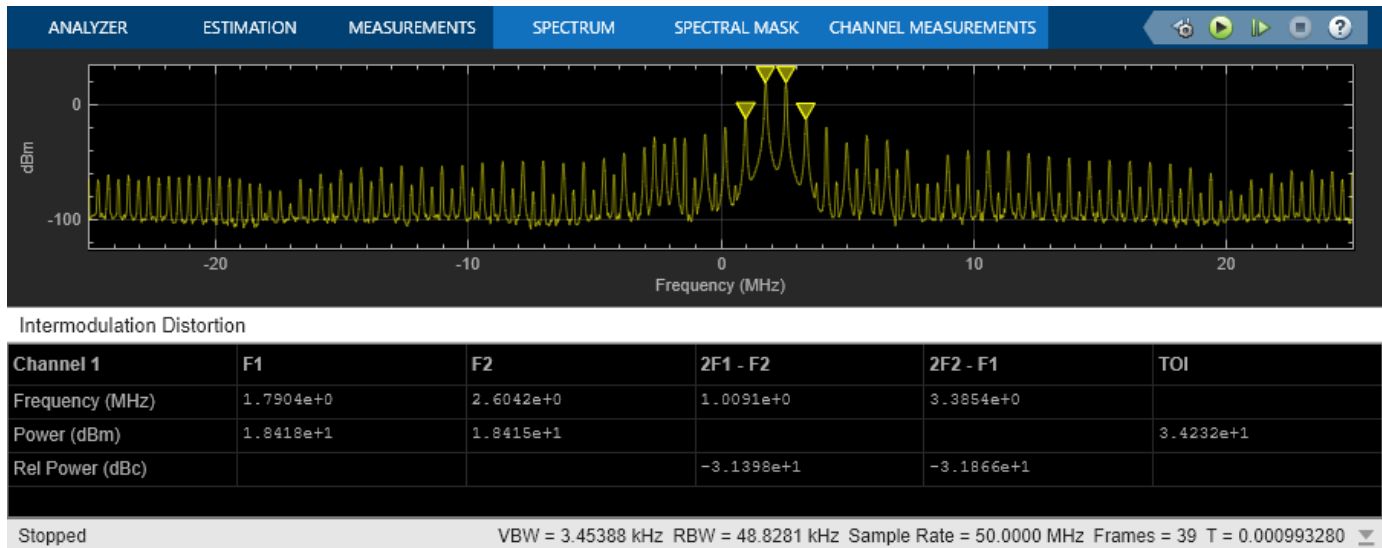 ANALYZER ESTIMATION MEASUREMENTS SPECTRUM SPECTRAL MASK CHANNEL MEASUREMENTS ?
0
dBm
-100
-20 -10 0 10 20
Frequency (MHz)
Intermodulation Distortion
Channel 1 F1 F2 2F1 - F2 2F2 - F1 TOI
Frequency (MHz) 1.7904e+0 2.6042e+0 1.0091e+0 3.3854e+0
Power (dBm) 1.8418e+1 1.8415e+1 3.4232e+1
Rel Power (dBc) -3.1398e+1 -3.1866e+1
Stopped VBW = 3.45388 kHz RBW = 48.8281 kHz Sample Rate = 50.0000 MHz Frames = 39 T = 0.000993280